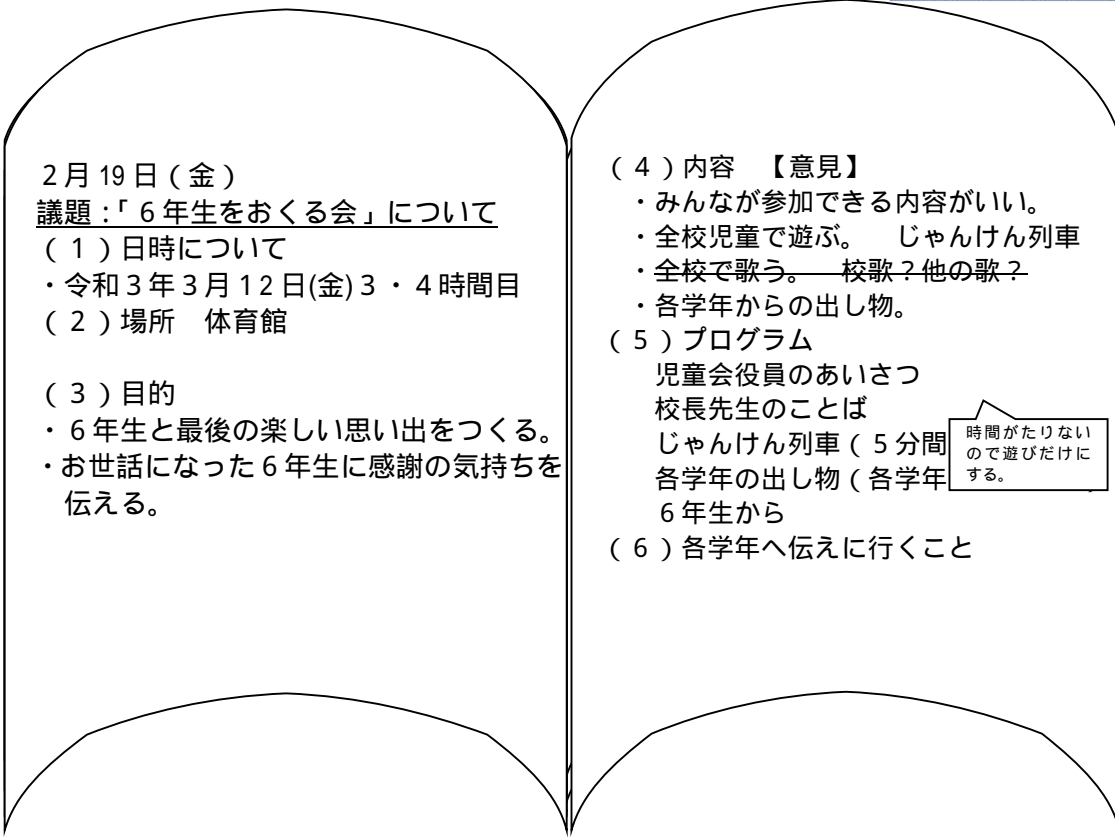 2月19日(金)
議題:「6年生をおくる会」について
(1)日時について
・令和3年3月12日(金)3・4時間目
(2)場所 体育館
(3)目的
・6年生と最後の楽しい思い出をつくる。
・お世話になった6年生に感謝の気持ちを
伝える。
(4)内容 【意見】
・みんなが参加できる内容がいい。
・全校児童で遊ぶ。 じゃんけん列車
・全校で歌う。 校歌?他の歌?
・各学年からの出し物。
(5)プログラム
児童会役員のあいさつ
校長先生のことば
じゃんけん列車(5分間
各学年の出し物(各学年
6年生から
(6)各学年へ伝えに行くこと
時間がたりない
ので遊びだけに
する。